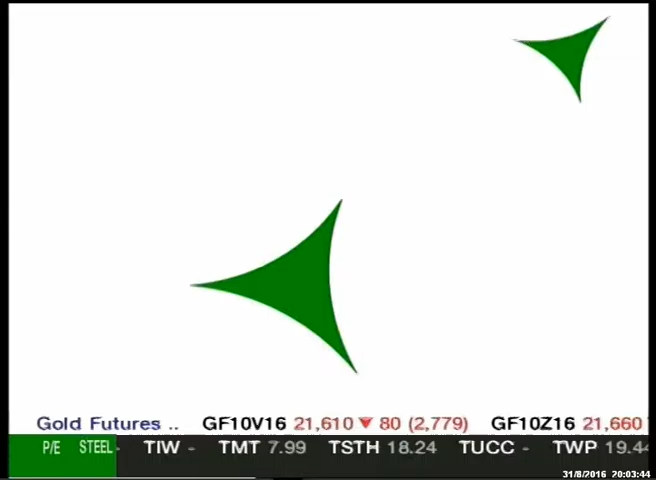 Gold Futures .. GF10V16 21,610 ▼ 80 (2,779) GF10Z16 21,660
P/E STEEL - TIW - TMT 7.99 TSTH 18.24 TUCC - TWP 19.44
31/8/2016 20:03:44